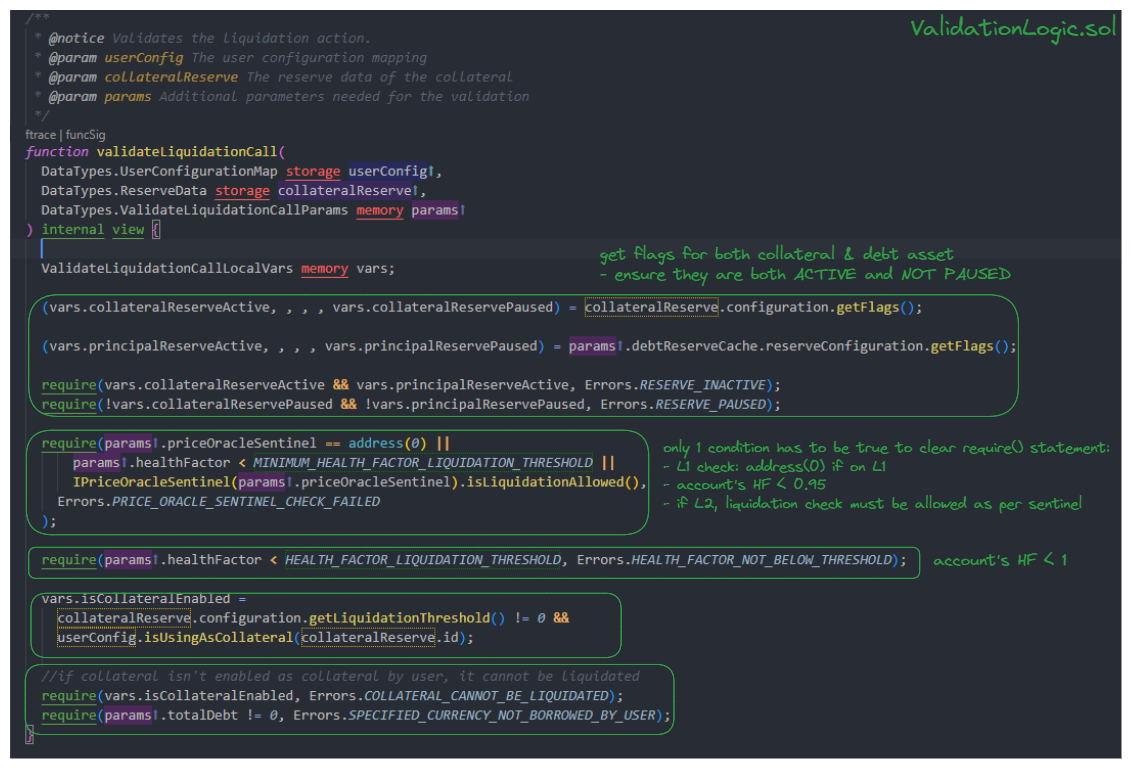 /**
ValidationLogic.sol
* @notice Validates the liquidation action.
* @param userConfig The user configuration mapping
* @param collateralReserve The reserve data of the collateral
* @param params Additional parameters needed for the validation
*/
ftrace | funcSig
function validateLiquidationCall(
DataTypes.UserConfigurationMap storage userConfig↑,
DataTypes.ReserveData storage collateralReserve↑,
DataTypes.ValidateLiquidationCallParams memory params↑
) internal view {
get flags for both collateral & debt asset
- ensure they are both ACTIVE and NOT PAUSED
ValidateLiquidationCallLocalVars memory vars;
(vars.collateralReserveActive, , , , vars.collateralReservePaused) = collateralReserve.configuration.getFlags();
(vars.principalReserveActive, , , , vars.principalReservePaused) = params↑.debtReserveCache.reserveConfiguration.getFlags();
require(vars.collateralReserveActive && vars.principalReserveActive, Errors.RESERVE_INACTIVE);
require(!vars.collateralReservePaused && !vars.principalReservePaused, Errors.RESERVE_PAUSED);
require(params↑.priceOracleSentinel == address(0) ||
params↑.healthFactor < MINIMUM_HEALTH_FACTOR_LIQUIDATION_THRESHOLD ||
IPriceOracleSentinel(params↑.priceOracleSentinel).isLiquidationAllowed(),
Errors.PRICE_ORACLE_SENTINEL_CHECK_FAILED
);
only 1 condition has to be true to clear require() statement:
- L1 check: address(0) if on L1
- account's HF < 0.95
- if L2, liquidation check must be allowed as per sentinel
require(params↑.healthFactor < HEALTH_FACTOR_LIQUIDATION_THRESHOLD, Errors.HEALTH_FACTOR_NOT_BELOW_THRESHOLD);
account's HF < 1
vars.isCollateralEnabled =
collateralReserve.configuration.getLiquidationThreshold() != 0 &&
userConfig.isUsingAsCollateral(collateralReserve.id);
//if collateral isn't enabled as collateral by user, it cannot be liquidated
require(vars.isCollateralEnabled, Errors.COLLATERAL_CANNOT_BE_LIQUIDATED);
require(params↑.totalDebt != 0, Errors.SPECIFIED_CURRENCY_NOT_BORROWED_BY_USER);
}